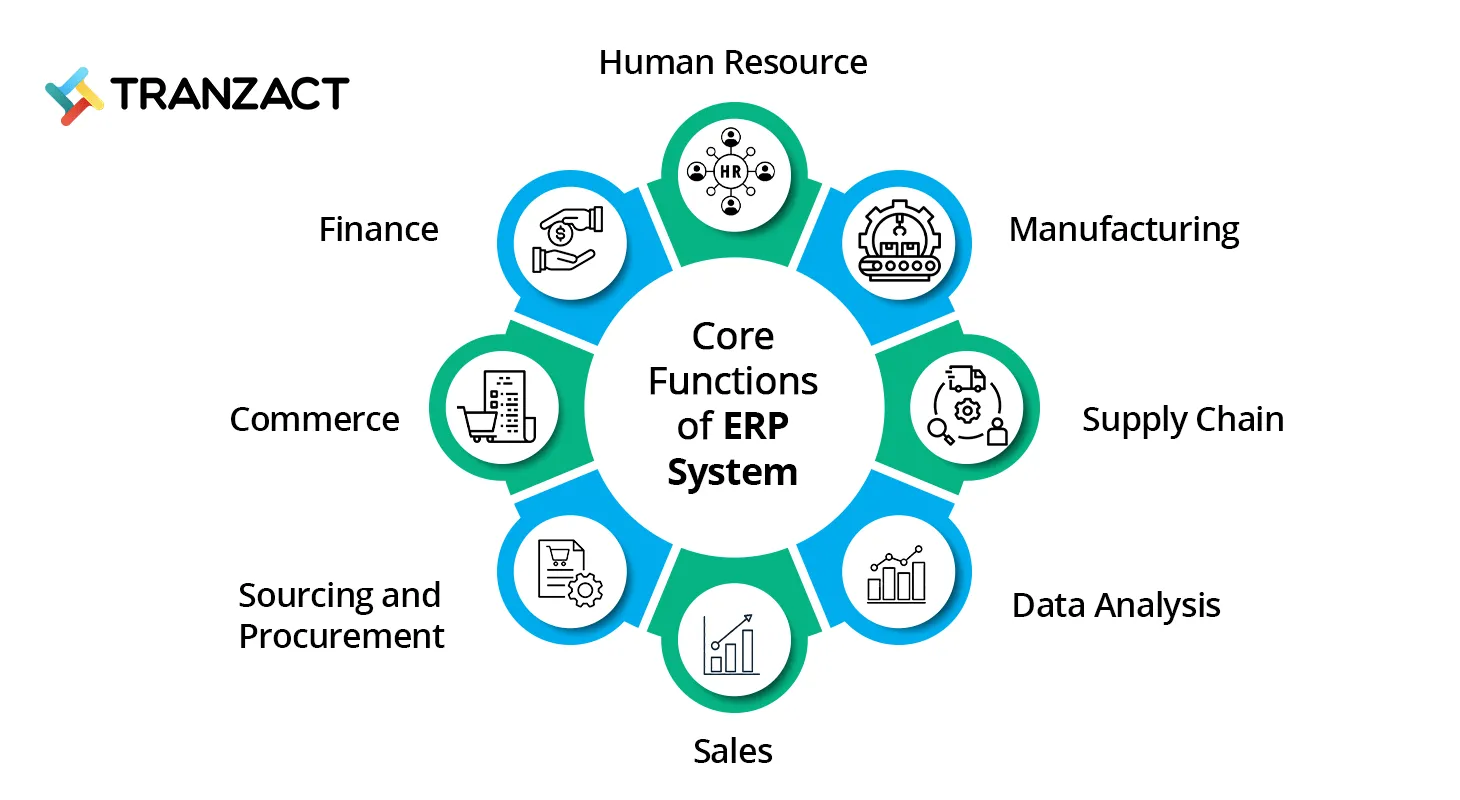 TRANZACT
Human Resource
HR
Finance
$
Manufacturing
Core
Functions
of ERP
System
Commerce
Supply Chain
Sourcing and
Procurement
Data Analysis
Sales